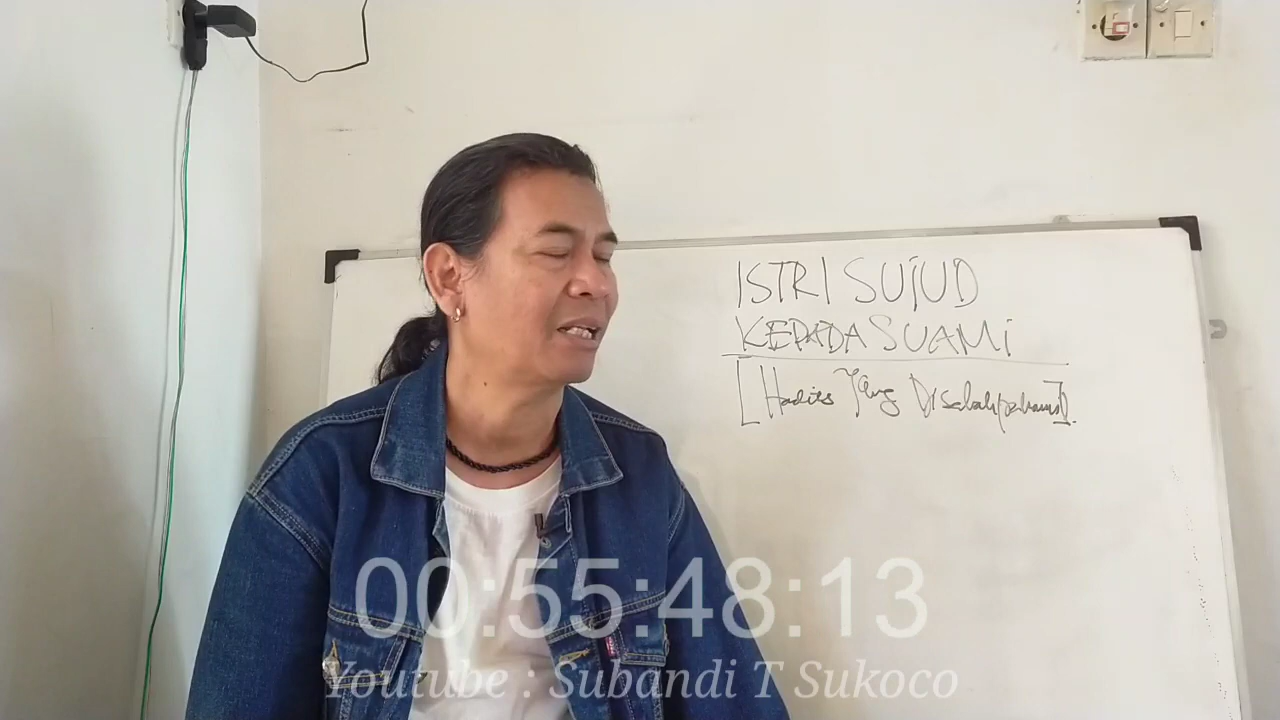 ISTRI SUJUD
KEPADA SUAMI
[Hadits Yang Disalahpahami].
00:55:48:13
Youtube : Subandi T Sukoco